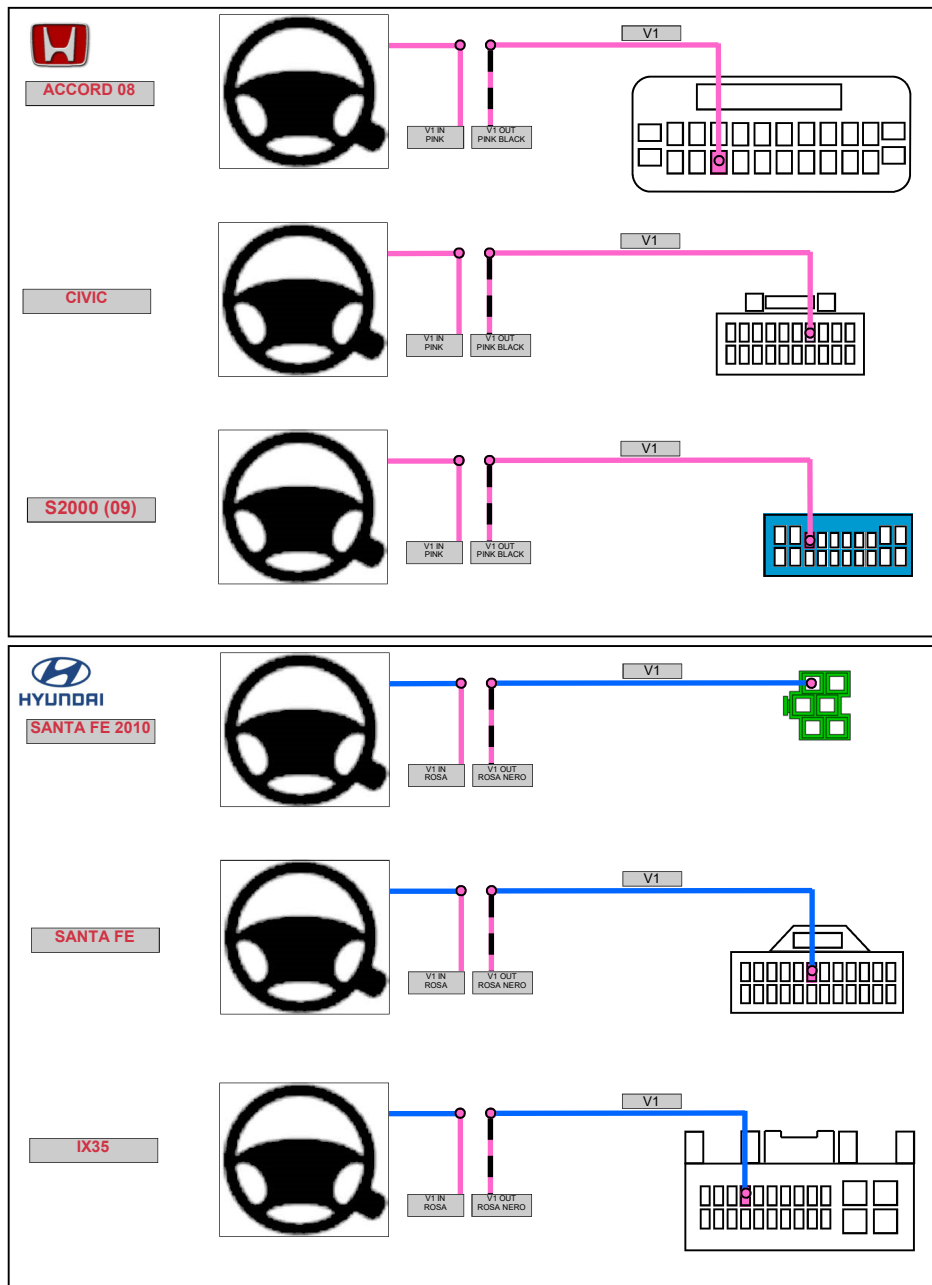 V1
ACCORD 08
V1 IN
PINK
V1 OUT
PINK BLACK
V1
CIVIC
V1 IN
PINK
V1 OUT
PINK BLACK
V1
S2000 (09)
V1 IN
PINK
V1 OUT
PINK BLACK
HYUNDAI
V1
SANTA FE 2010
V1 IN
ROSA
V1 OUT
ROSA NERO
V1
SANTA FE
V1 IN
ROSA
V1 OUT
ROSA NERO
V1
IX35
V1 IN
ROSA
V1 OUT
ROSA NERO